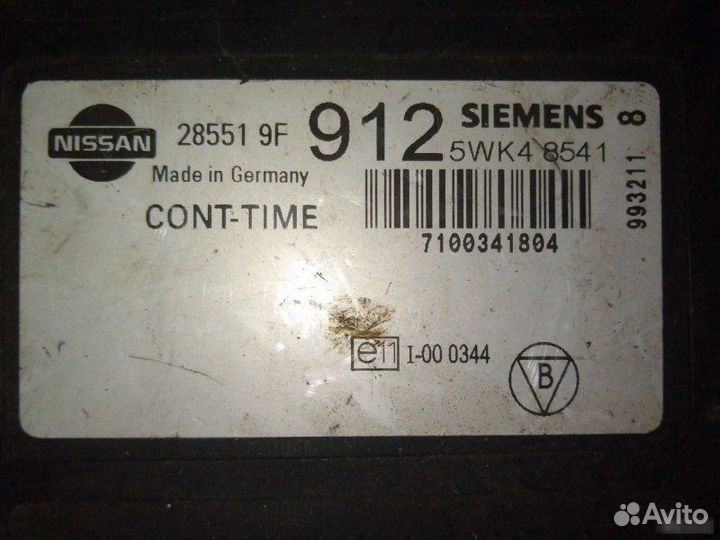 NISSAN
28551 9F 912
SIEMENS 8
5WK4 8541
Made in Germany
CONT-TIME
7100341804
993211
e11 I-00 0344
B
Avito